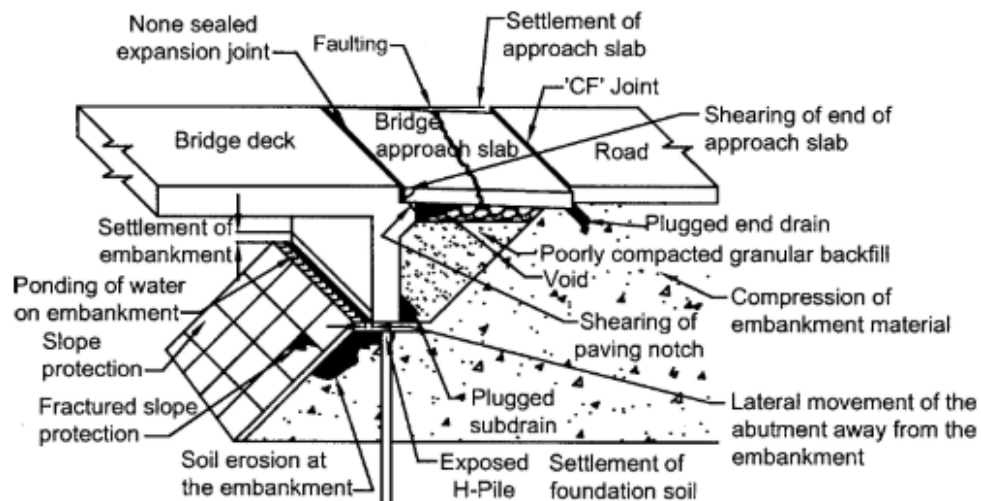 None sealed
expansion joint
Faulting
Settlement of
approach slab
'CF' Joint
Shearing of end of
approach slab
Bridge deck
Bridge
approach slab
Road
Settlement of
embankment
Plugged end drain
Poorly compacted granular backfill
Void
Ponding of water
on embankment
Compression of
embankment material
Slope
protection
Shearing of
paving notch
Fractured slope
protection
Plugged
subdrain
Lateral movement of the
abutment away from the
embankment
Soil erosion at
the embankment
Exposed
H-Pile
Settlement of
foundation soil